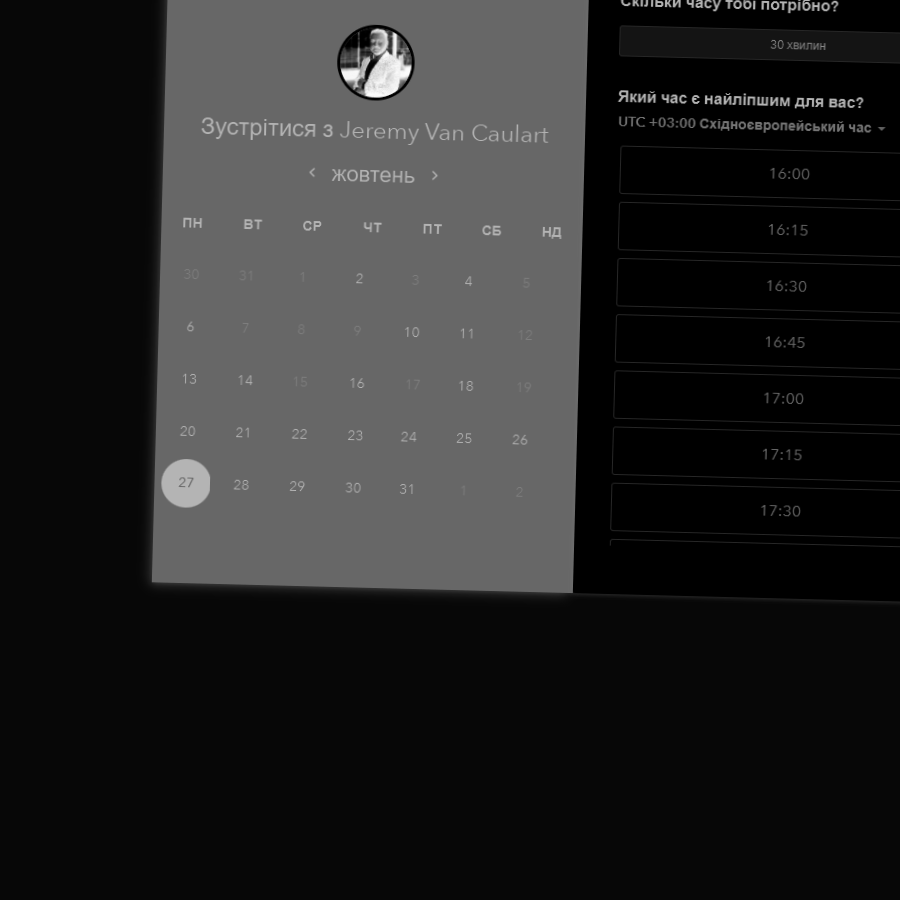 Зустрітися з Jeremy Van Caulart
жовтень
ПН ВТ СР ЧТ ПТ СБ НД
30 31 1 2 3 4 5
6 7 8 9 10 11 12
13 14 15 16 17 18 19
20 21 22 23 24 25 26
27 28 29 30 31 1 2
Скільки часу тобі потрібно?
30 хвилин
Який час є найліпшим для вас?
UTC +03:00 Східноєвропейський час
16:00
16:15
16:30
16:45
17:00
17:15
17:30